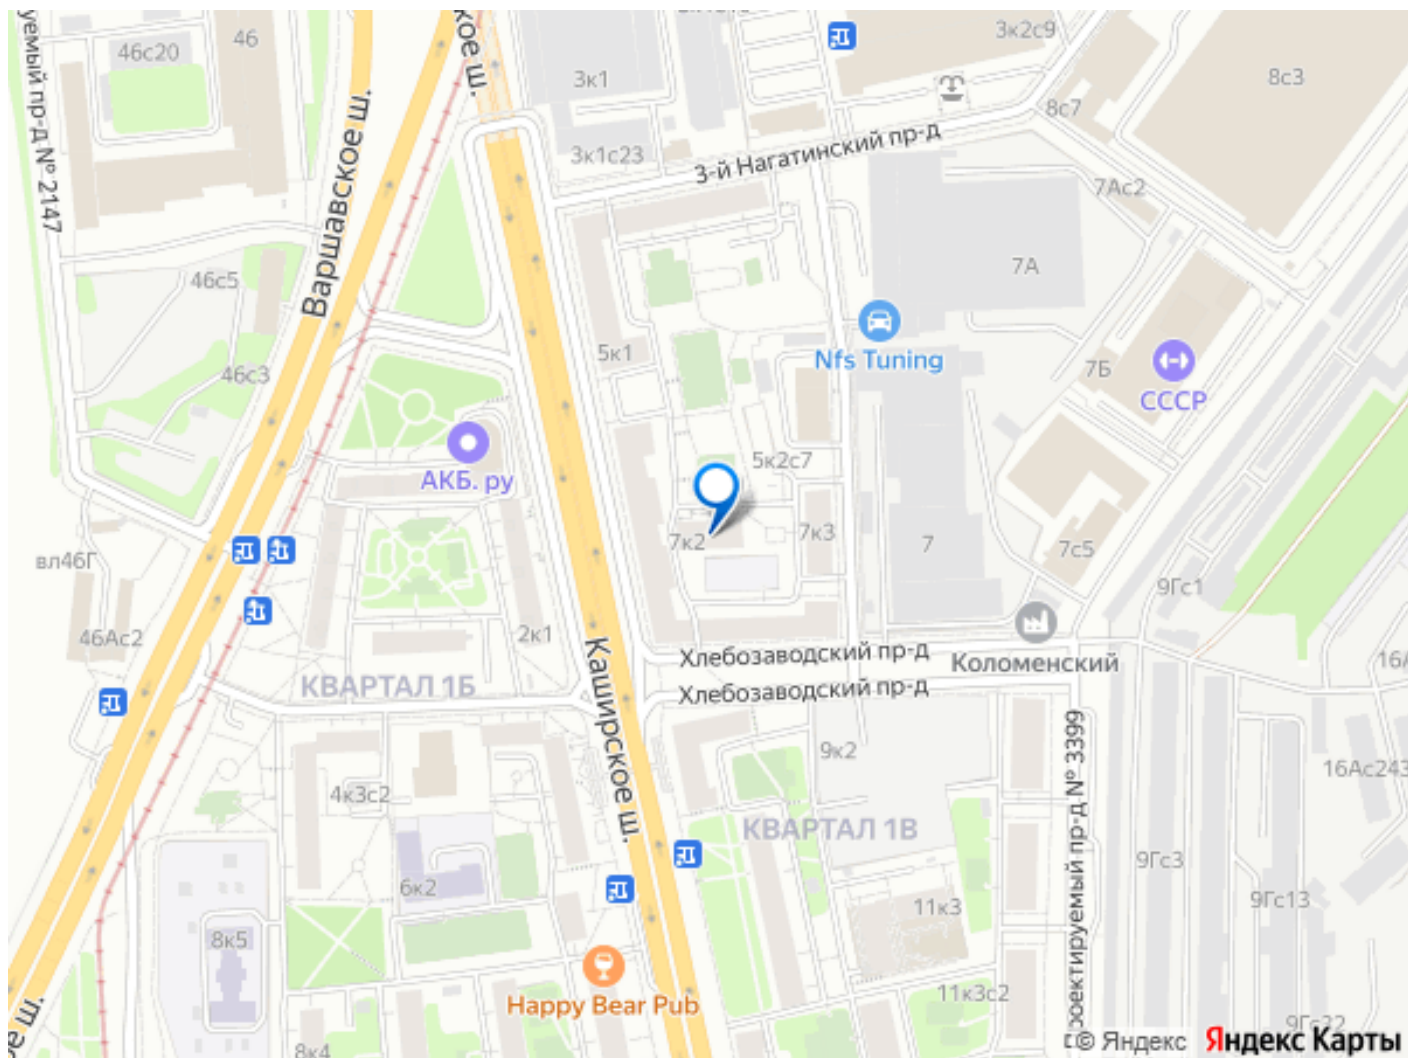 46с20
46
Варшавское ш.
3к1
3к2с9
8с3
8с7
3к1с23
3-й Нагатинский пр-д
7Ас2
№ 2147
46с5
7А
46с3
5к1
Nfs Tuning
7Б
СССР
АКБ. ру
5к2с7
7к2
7к3
7
7с5
вл46Г
9Гс1
46Ас2
2к1
Каширское ш.
Хлебозаводский пр-д
Коломенский
КВАРТАЛ 1Б
Хлебозаводский пр-д
9к2
4к3с2
16Ас243
КВАРТАЛ 1В
9Гс3
6к2
11к3
9Гс13
8к5
11к3с2
Happy Bear Pub
8к4
9Гс22
© Яндекс Яндекс Карты